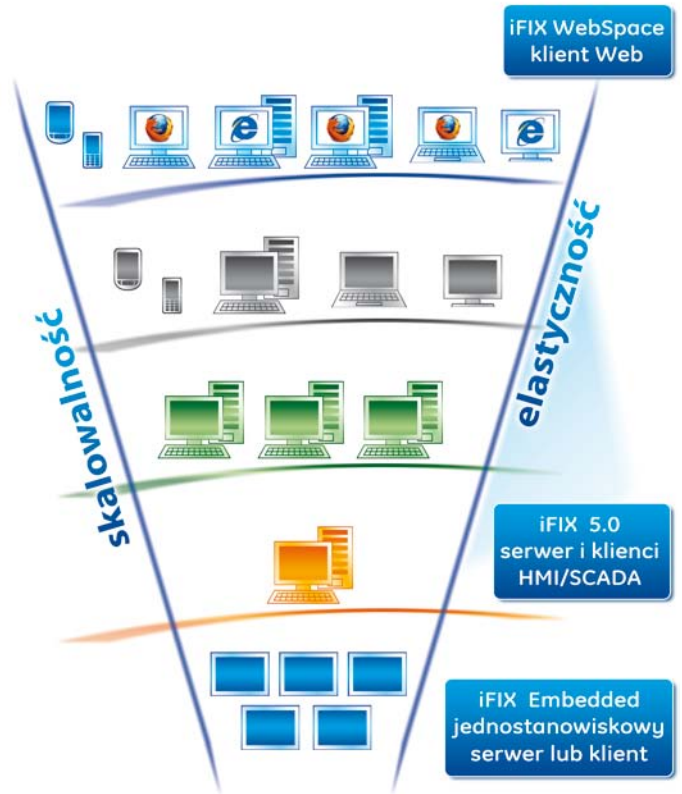 iFIX WebSpace
klient Web
skalowalność
elastyczność
iFIX 5.0
serwer i klienci
HMI/SCADA
iFIX Embedded
jednostanowiskowy
serwer lub klient